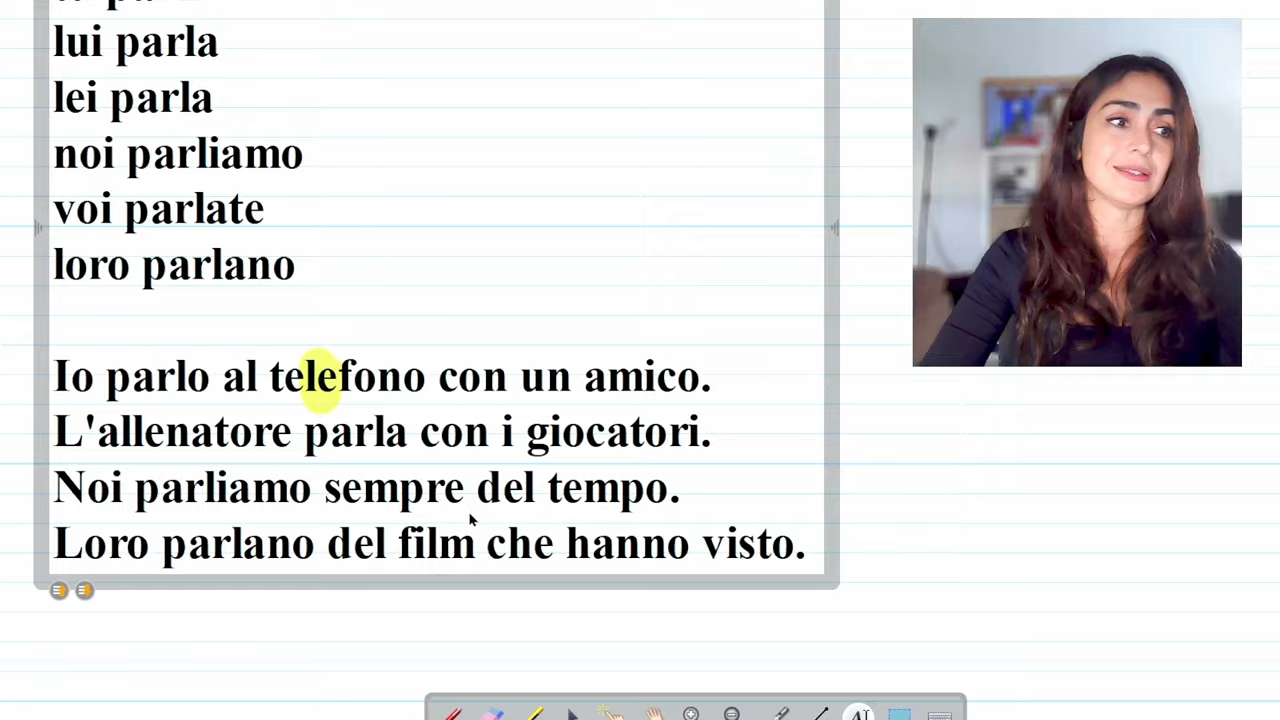 lui parla
lei parla
noi parliamo
voi parlate
loro parlano
Io parlo al telefono con un amico.
L'allenatore parla con i giocatori.
Noi parliamo sempre del tempo.
Loro parlano del film che hanno visto.